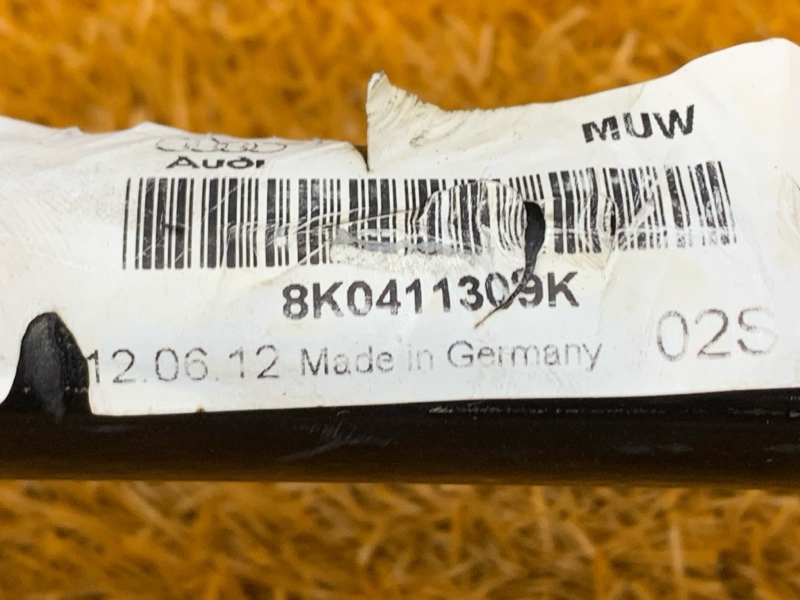 MUW
Audi
8K0411309K
12.06.12 Made in Germany 02S